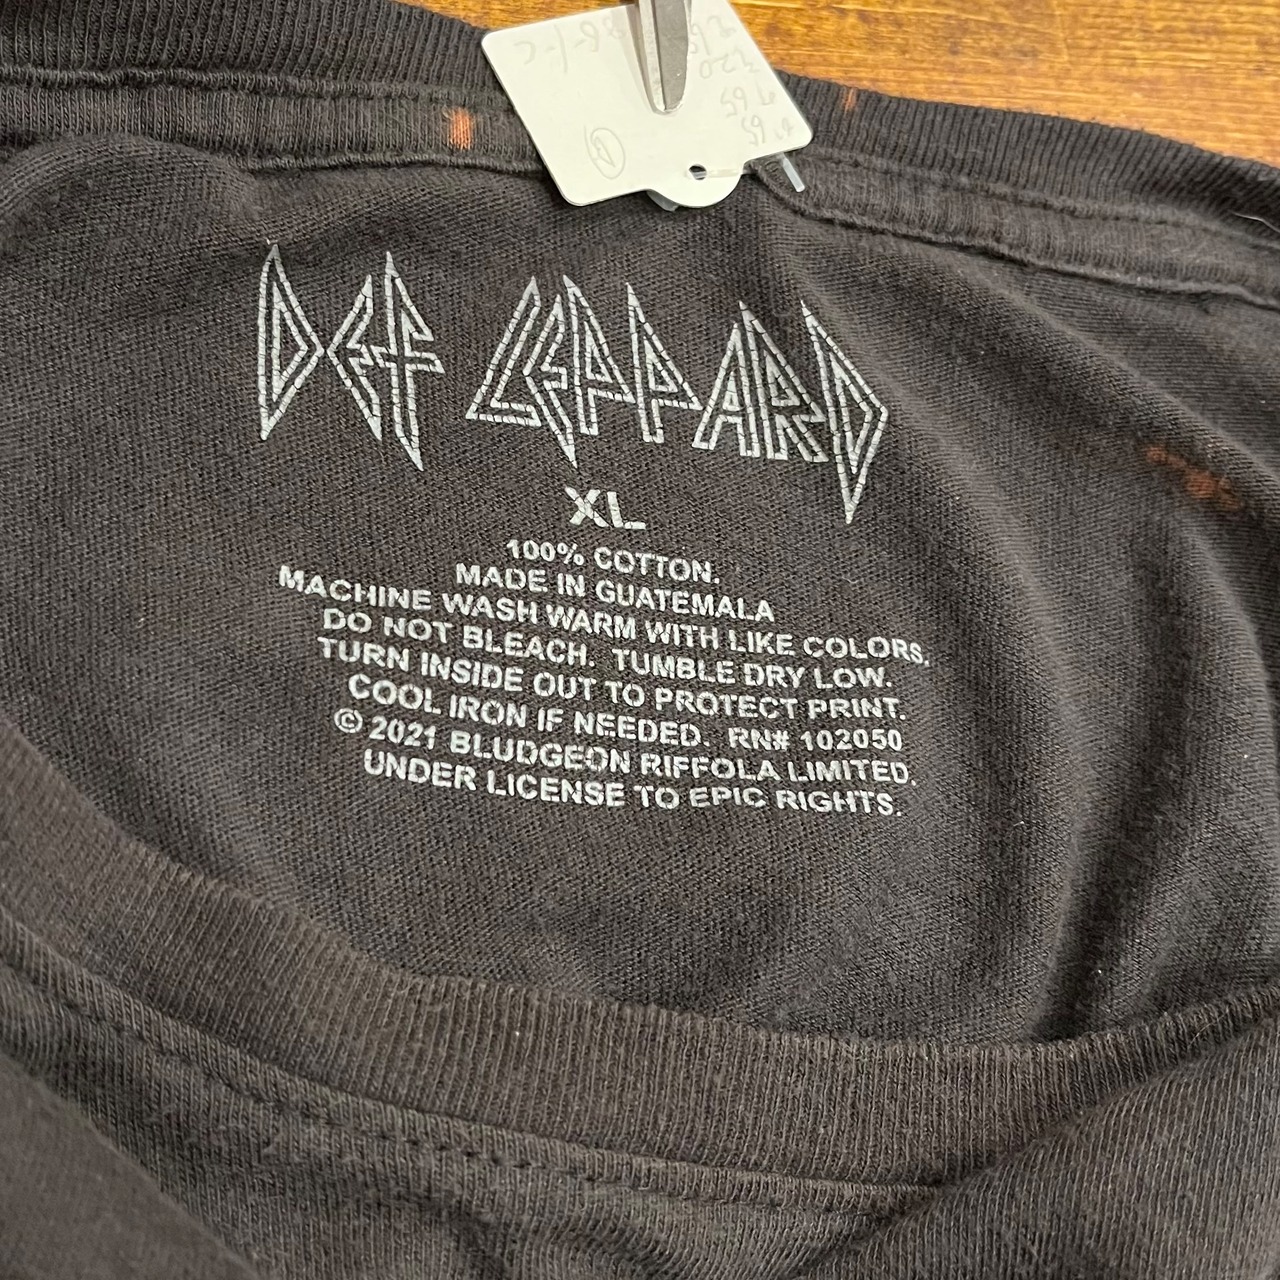 DEF LEPPARD
XL
100% COTTON.
MADE IN GUATEMALA
MACHINE WASH WARM WITH LIKE COLORS.
DO NOT BLEACH. TUMBLE DRY LOW.
TURN INSIDE OUT TO PROTECT PRINT.
COOL IRON IF NEEDED. RN# 102050
© 2021 BLUDGEON RIFFOLA LIMITED.
UNDER LICENSE TO EPIC RIGHTS.